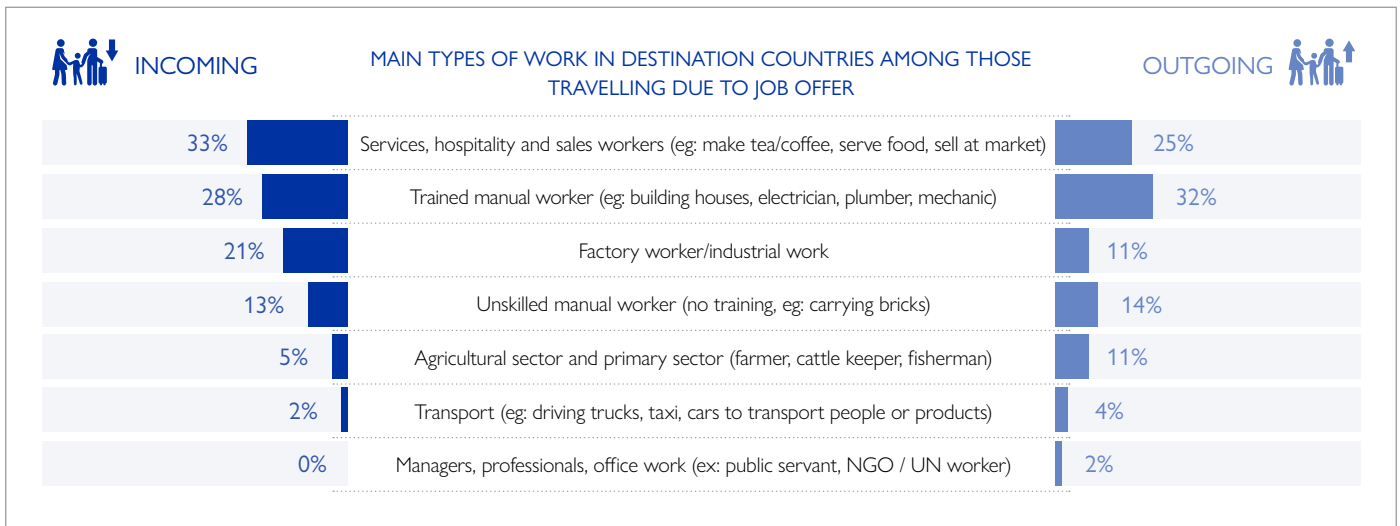 INCOMING
MAIN TYPES OF WORK IN DESTINATION COUNTRIES AMONG THOSE
TRAVELLING DUE TO JOB OFFER
OUTGOING
33% Services, hospitality and sales workers (eg: make tea/coffee, serve food, sell at market) 25%
28% Trained manual worker (eg: building houses, electrician, plumber, mechanic) 32%
21% Factory worker/industrial work 11%
13% Unskilled manual worker (no training, eg: carrying bricks) 14%
5% Agricultural sector and primary sector (farmer, cattle keeper, fisherman) 11%
2% Transport (eg: driving trucks, taxi, cars to transport people or products) 4%
0% Managers, professionals, office work (ex: public servant, NGO / UN worker) 2%